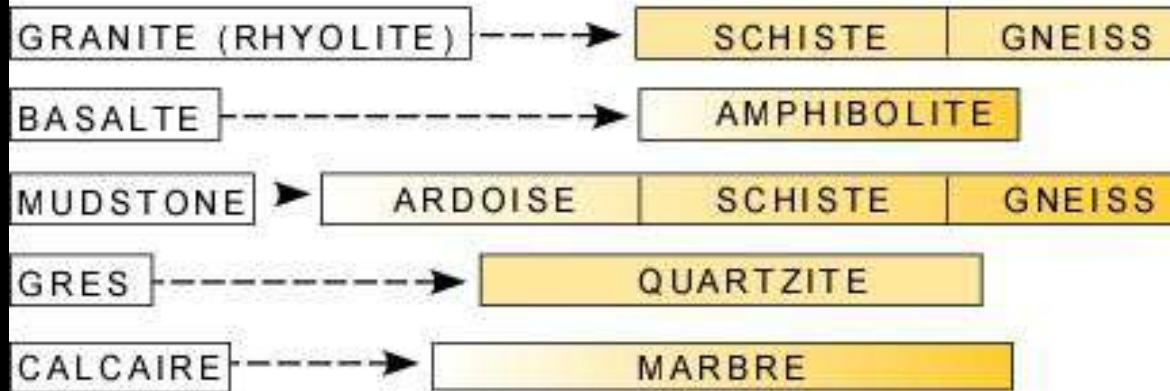 GRANITE (RHYOLITE) SCHISTE GNEISS
BASALTE AMPHIBOLITE
MUDSTONE ARDOISE SCHISTE GNEISS
GRES QUARTZITE
CALCAIRE MARBRE